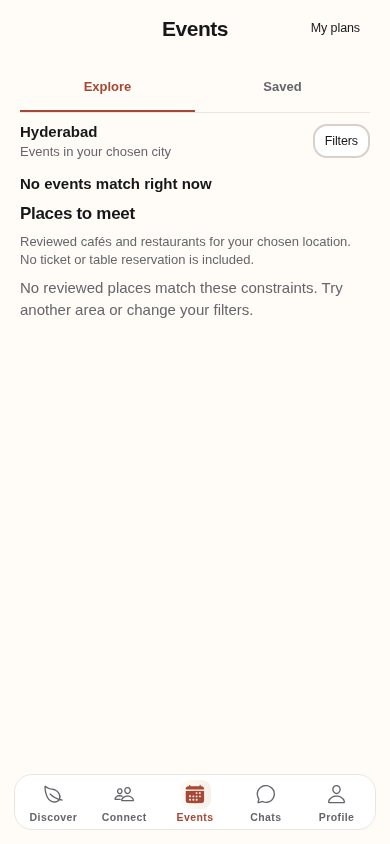 Events
My plans
Explore
Saved
Hyderabad
Events in your chosen city
Filters
No events match right now
Places to meet
Reviewed cafés and restaurants for your chosen location.
No ticket or table reservation is included.
No reviewed places match these constraints. Try
another area or change your filters.
Discover
Connect
Events
Chats
Profile